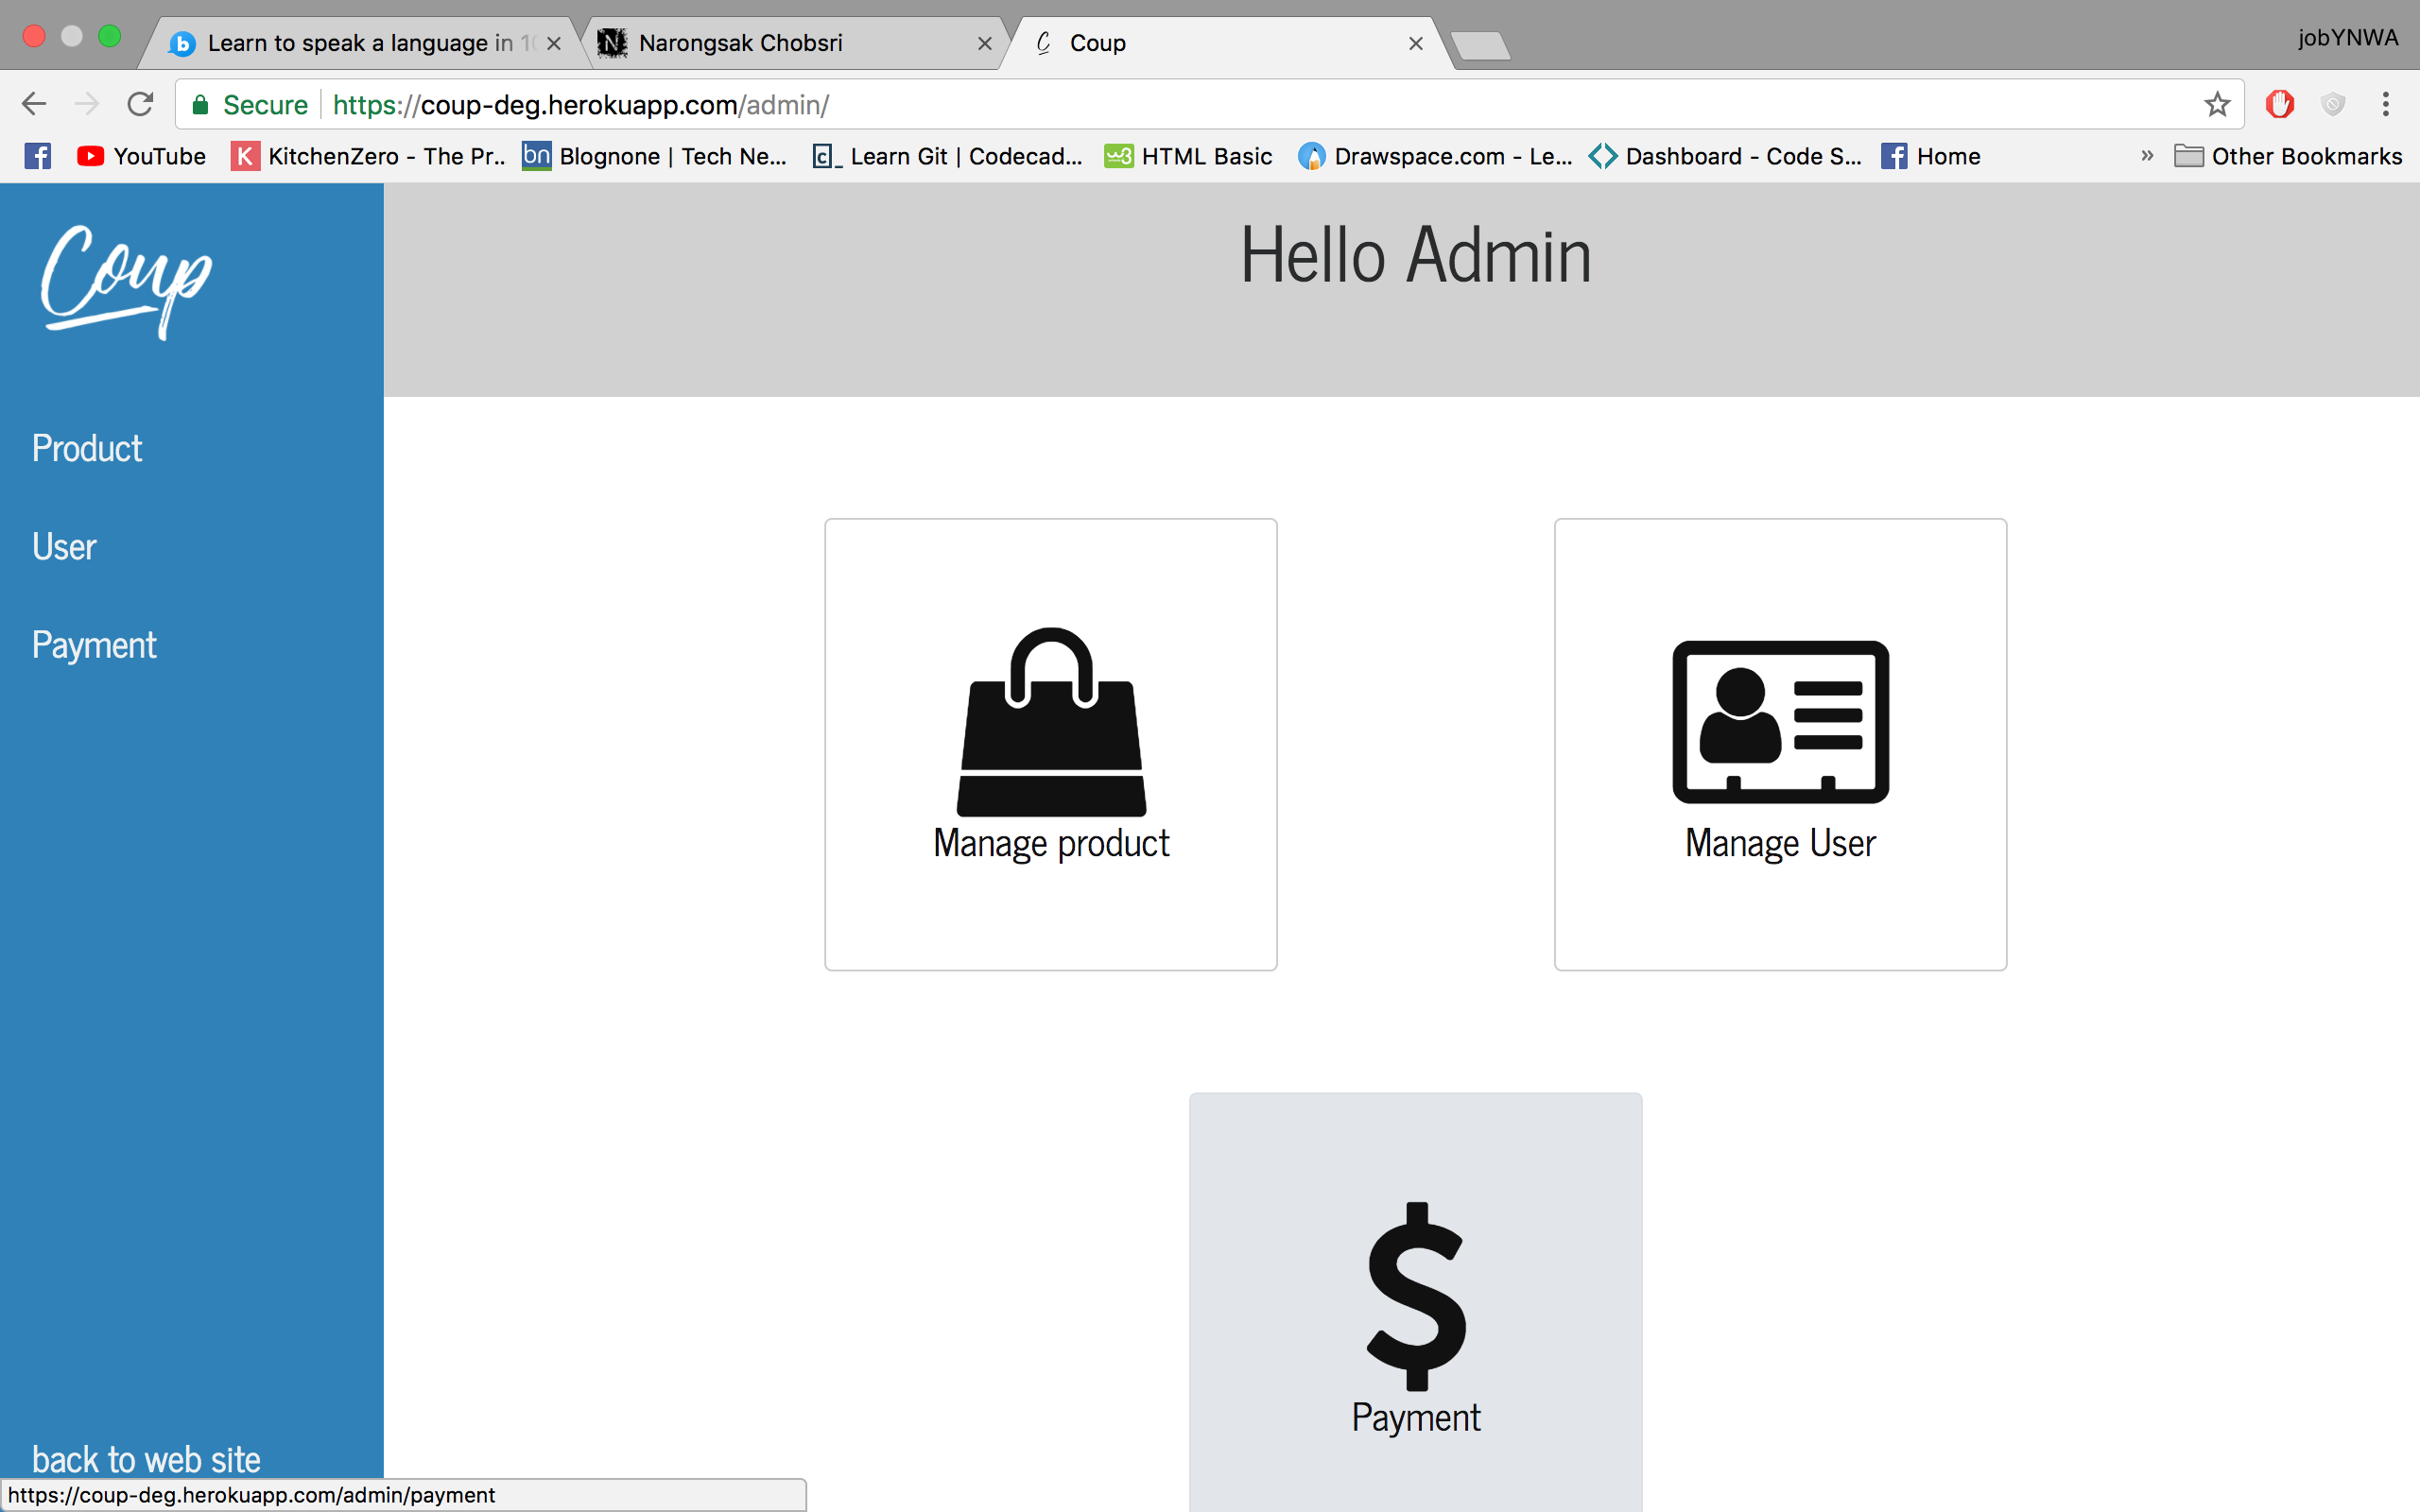 Learn to speak a language in 10
Narongsak Chobsri
Coup
jobYNWA
Secure
https://coup-deg.herokuapp.com/admin/
YouTube
KitchenZero - The Pr..
Blognone | Tech Ne...
Learn Git | Codecad...
HTML Basic
Drawspace.com - Le...
Dashboard - Code S...
Home
» Other Bookmarks
Coup
Hello Admin
Product
User
Payment
Manage product
Manage User
$
Payment
back to web site
https://coup-deg.herokuapp.com/admin/payment